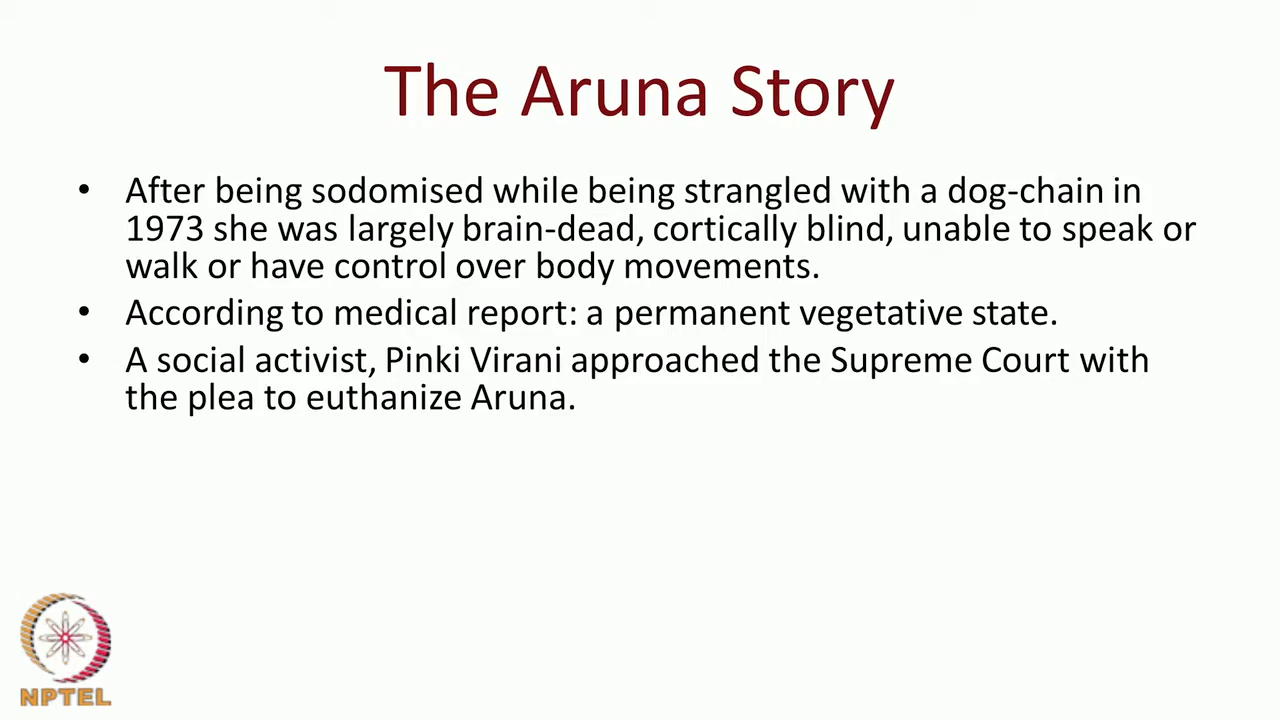 The Aruna Story
• After being sodomised while being strangled with a dog-chain in
1973 she was largely brain-dead, cortically blind, unable to speak or
walk or have control over body movements.
• According to medical report: a permanent vegetative state.
• A social activist, Pinki Virani approached the Supreme Court with
the plea to euthanize Aruna.
NPTEL